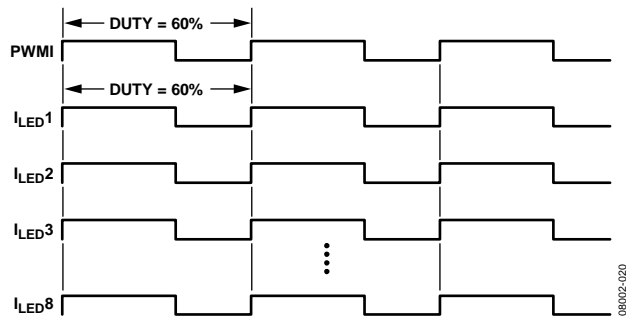 DUTY = 60%
PWMI
DUTY = 60%
ILED1
ILED2
ILED3
ILED8
08002-020